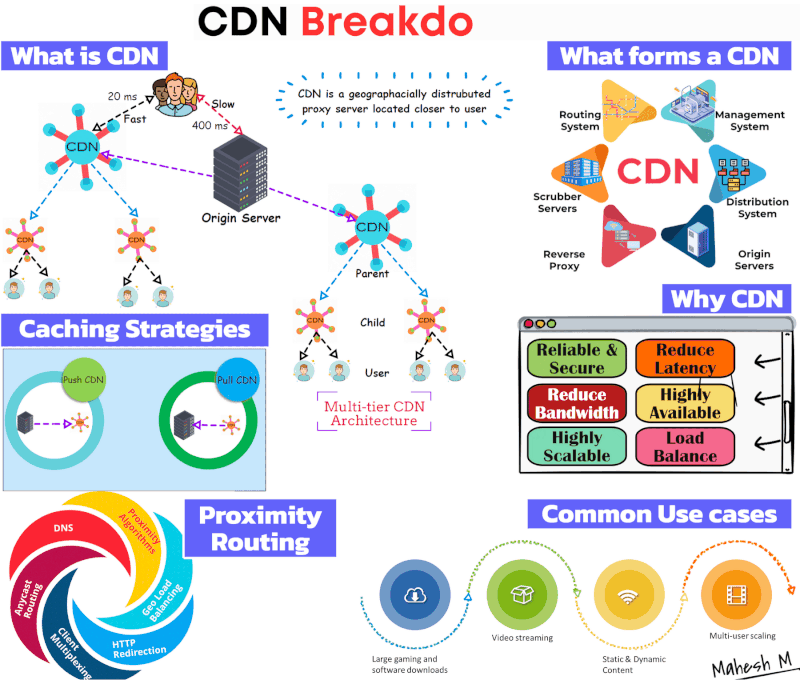 CDN Breakdo
What is CDN
20 ms
Fast
Slow
400 ms
CDN
Origin Server
CDN
CDN
CDN is a geographacially distrubuted
proxy server located closer to user
CDN
Parent
CDN
Child
CDN
User
Multi-tier CDN
Architecture
What forms a CDN
Routing
System
Management
System
CDN
Scrubber
Servers
Distribution
System
Reverse
Proxy
Origin
Servers
Caching Strategies
Push CDN
CDN
Pull CDN
CDN
Why CDN
Reliable &
Secure
Reduce
Latency
Reduce
Bandwidth
Highly
Available
Highly
Scalable
Load
Balance
Proximity
Routing
DNS
Proximity
Algorithms
Geo Load
Balancing
HTTP
Redirection
Client
Multiplexing
Anycast
Routing
Common Use cases
Large gaming and
software downloads
Video streaming
Static & Dynamic
Content
Multi-user scaling
Mahesh M